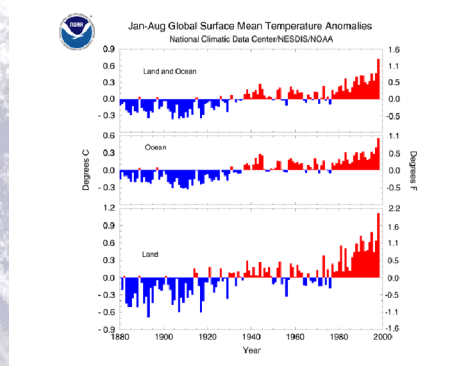 NOAA
Jan-Aug Global Surface Mean Temperature Anomalies
National Climatic Data Center/NESDIS/NOAA
0.9 1.6
0.6 1.1
Land and Ocean
0.3 0.5
0.0 0.0
-0.3 -0.5
0.6 1.1
Ocean
0.3 0.5
0.0 0.0
-0.3 -0.5
Degrees C
Degrees F
1.2 2.2
0.9 1.6
0.6 1.1
Land
0.3 0.5
0.0 0.0
-0.3 -0.5
-0.6 -1.1
-0.9 -1.6
1880 1900 1920 1940 1960 1980 2000
Year